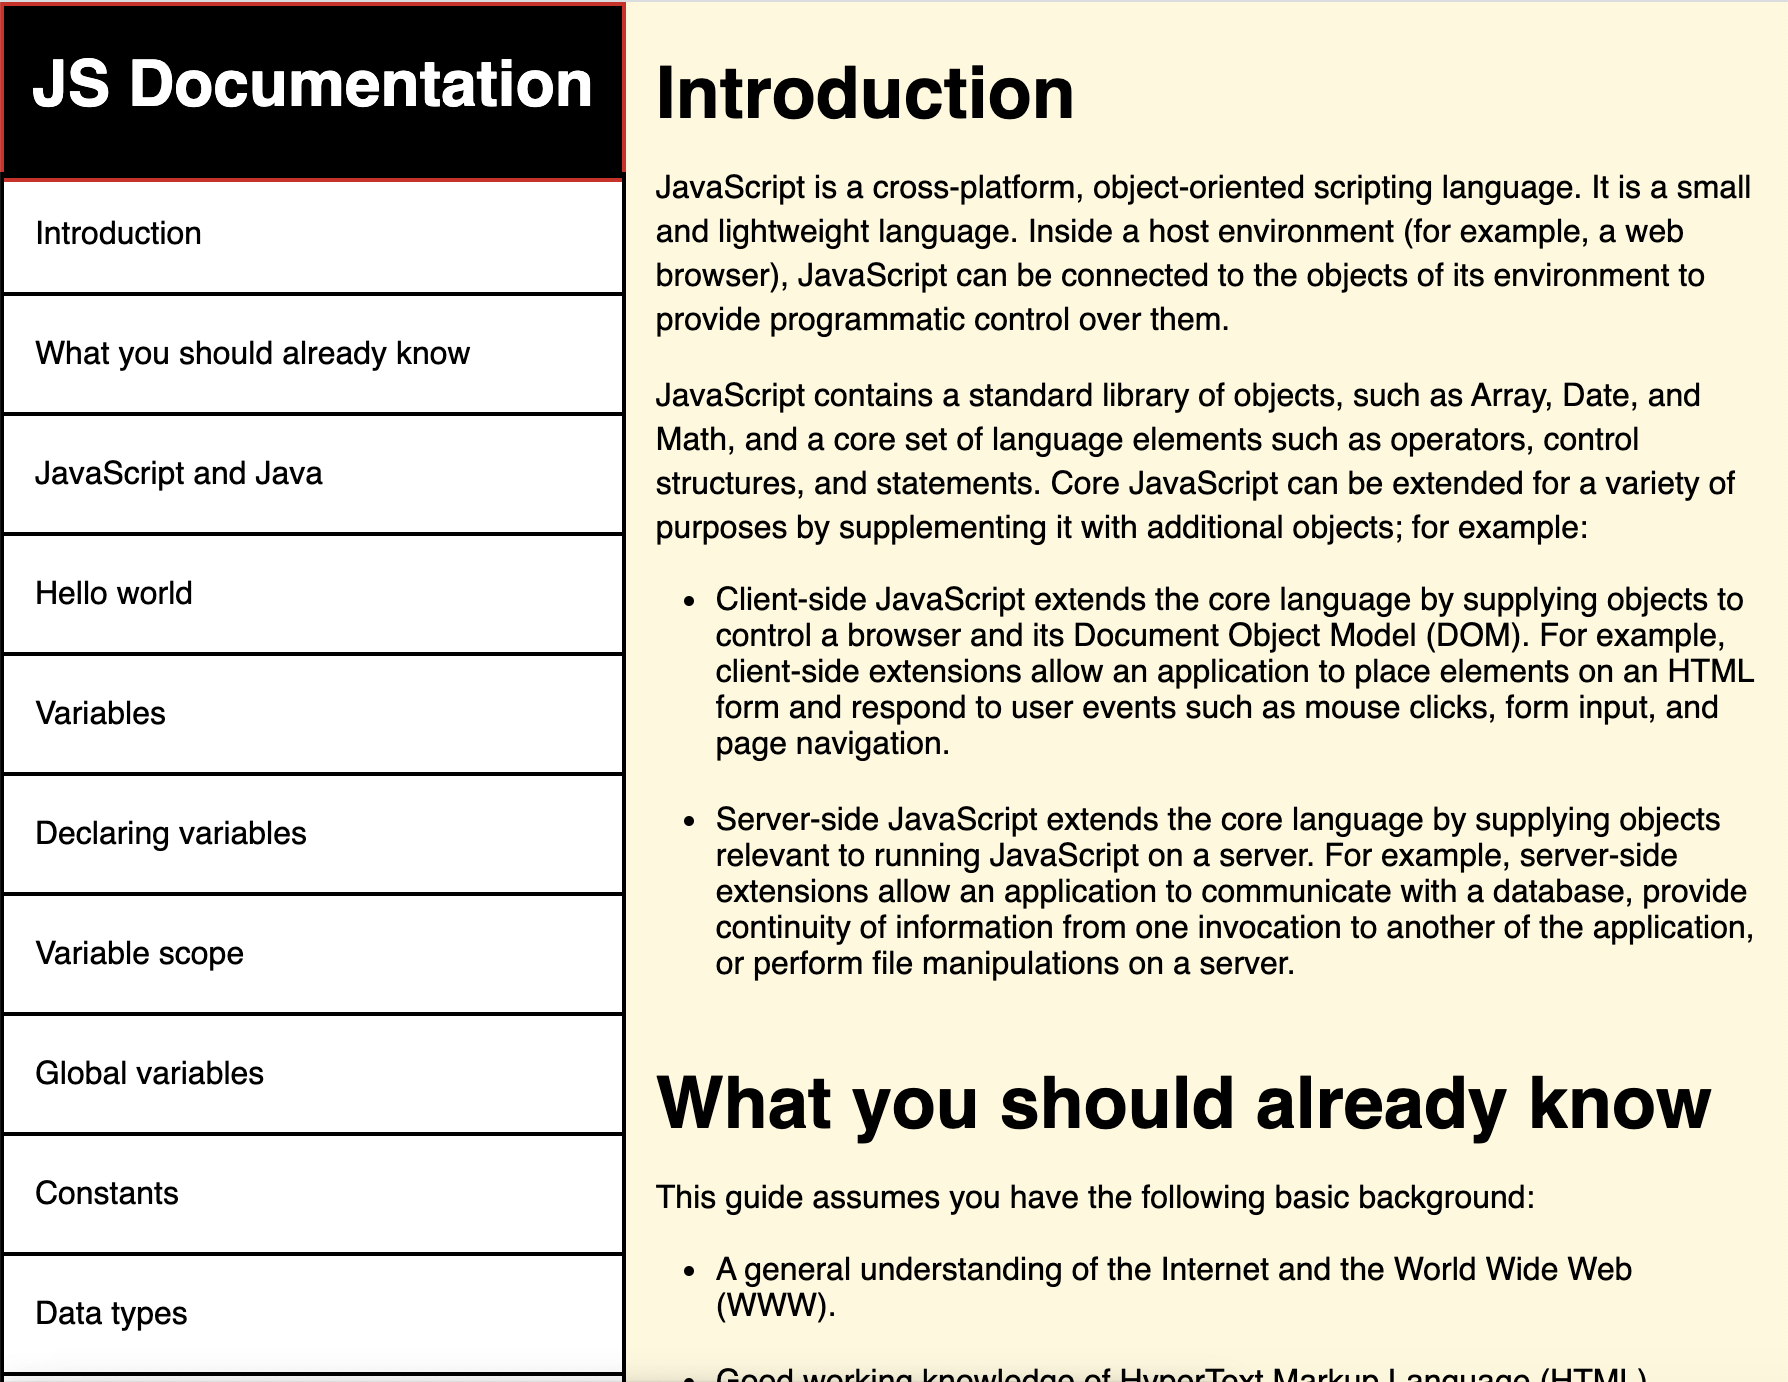 JS Documentation
Introduction
What you should already know
JavaScript and Java
Hello world
Variables
Declaring variables
Variable scope
Global variables
Constants
Data types
Introduction
JavaScript is a cross-platform, object-oriented scripting language. It is a small
and lightweight language. Inside a host environment (for example, a web
browser), JavaScript can be connected to the objects of its environment to
provide programmatic control over them.
JavaScript contains a standard library of objects, such as Array, Date, and
Math, and a core set of language elements such as operators, control
structures, and statements. Core JavaScript can be extended for a variety of
purposes by supplementing it with additional objects; for example:
• Client-side JavaScript extends the core language by supplying objects to
control a browser and its Document Object Model (DOM). For example,
client-side extensions allow an application to place elements on an HTML
form and respond to user events such as mouse clicks, form input, and
page navigation.
• Server-side JavaScript extends the core language by supplying objects
relevant to running JavaScript on a server. For example, server-side
extensions allow an application to communicate with a database, provide
continuity of information from one invocation to another of the application,
or perform file manipulations on a server.
What you should already know
This guide assumes you have the following basic background:
• A general understanding of the Internet and the World Wide Web
(WWW).
• Good working knowledge of HyperText Markup Language (HTML).